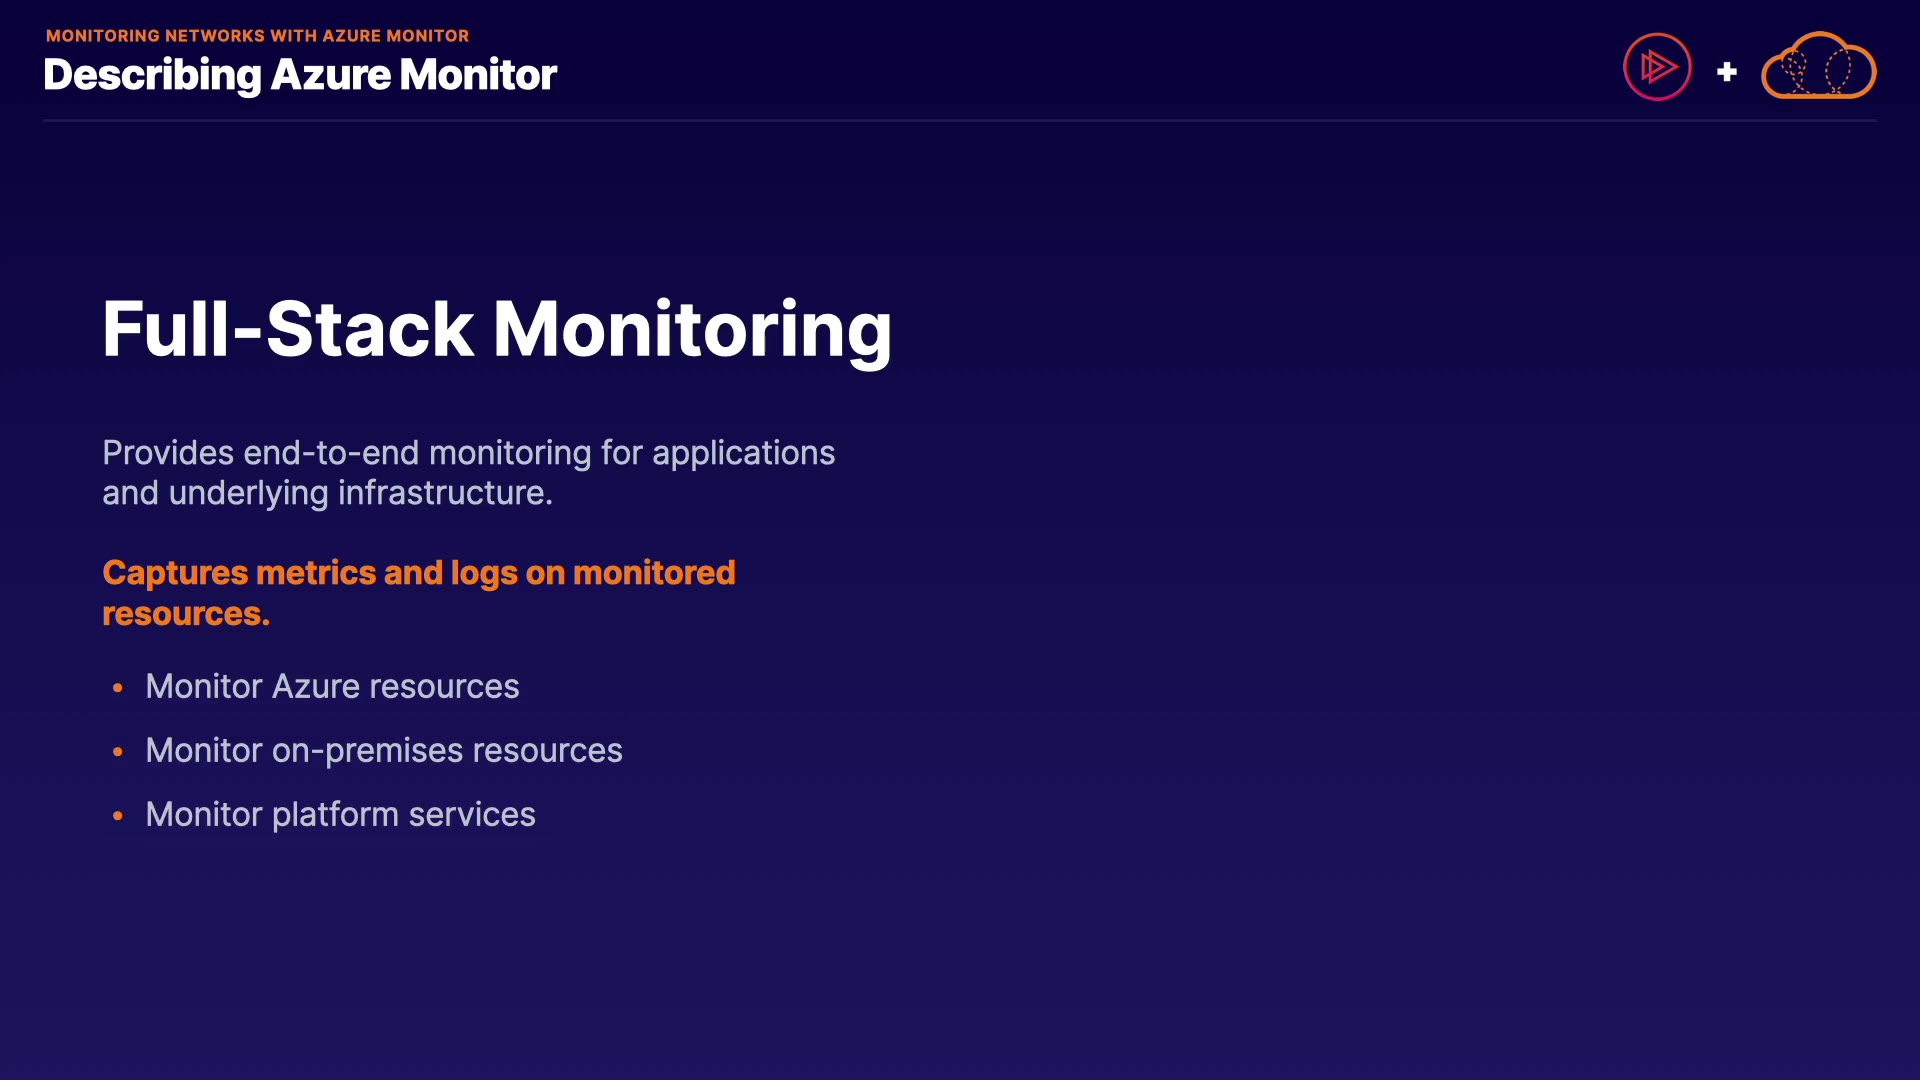 MONITORING NETWORKS WITH AZURE MONITOR
Describing Azure Monitor
Full-Stack Monitoring
Provides end-to-end monitoring for applications
and underlying infrastructure.
Captures metrics and logs on monitored
resources.
• Monitor Azure resources
• Monitor on-premises resources
• Monitor platform services